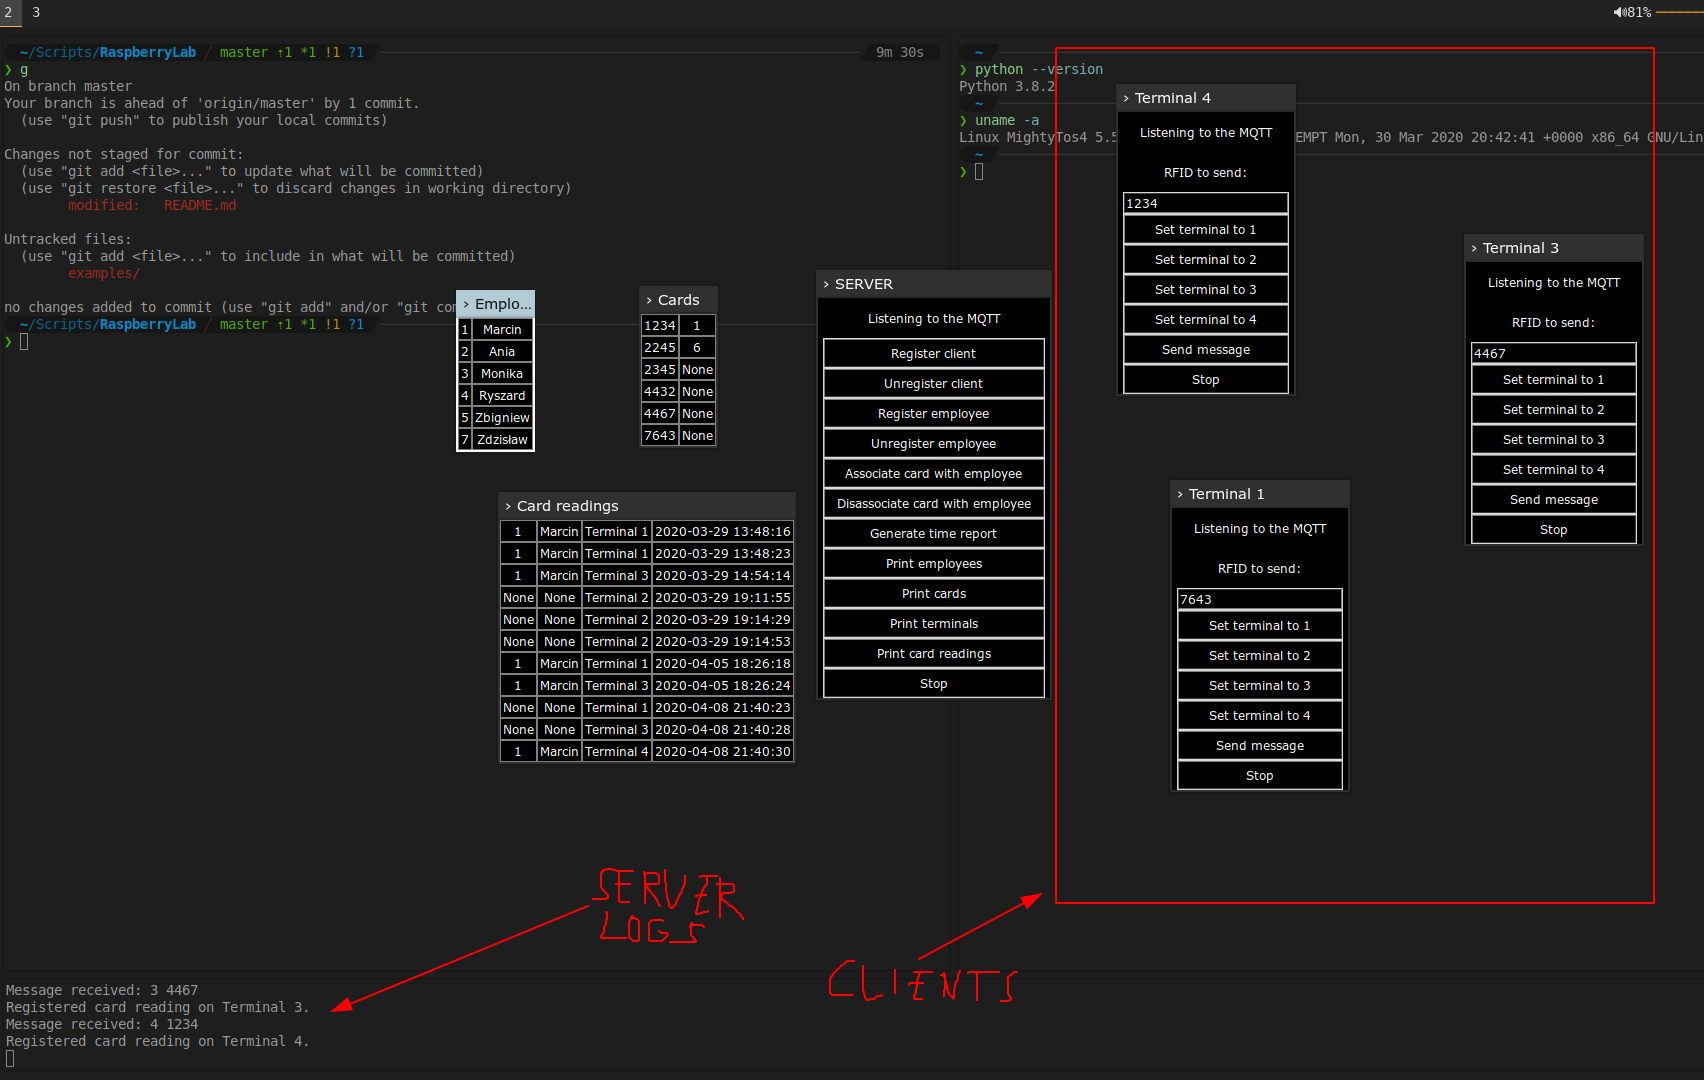 2 3
81%
~/Scripts/RaspberryLab master ⇡1 *1 !1 ?1
9m 30s
❯ g
On branch master
Your branch is ahead of 'origin/master' by 1 commit.
(use "git push" to publish your local commits)
Changes not staged for commit:
(use "git add <file>..." to update what will be committed)
(use "git restore <file>..." to discard changes in working directory)
modified: README.md
Untracked files:
(use "git add <file>..." to include in what will be committed)
examples/
no changes added to commit (use "git add" and/or "git com
~/Scripts/RaspberryLab master ⇡1 *1 !1 ?1
❯
~
❯ python --version
Python 3.8.2
~
❯ uname -a
Linux MightyTos4 5.5 EMPT Mon, 30 Mar 2020 20:42:41 +0000 x86_64 GNU/Lin
~
❯
› Emplo...
1 Marcin
2 Ania
3 Monika
4 Ryszard
5 Zbigniew
7 Zdzisław
› Cards
1234 1
2245 6
2345 None
4432 None
4467 None
7643 None
› Card readings
1 Marcin Terminal 1 2020-03-29 13:48:16
1 Marcin Terminal 1 2020-03-29 13:48:23
1 Marcin Terminal 3 2020-03-29 14:54:14
None None Terminal 2 2020-03-29 19:11:55
None None Terminal 2 2020-03-29 19:14:29
None None Terminal 2 2020-03-29 19:14:53
1 Marcin Terminal 1 2020-04-05 18:26:18
1 Marcin Terminal 3 2020-04-05 18:26:24
None None Terminal 1 2020-04-08 21:40:23
None None Terminal 3 2020-04-08 21:40:28
1 Marcin Terminal 4 2020-04-08 21:40:30
› SERVER
Listening to the MQTT
Register client
Unregister client
Register employee
Unregister employee
Associate card with employee
Disassociate card with employee
Generate time report
Print employees
Print cards
Print terminals
Print card readings
Stop
› Terminal 4
Listening to the MQTT
RFID to send:
1234
Set terminal to 1
Set terminal to 2
Set terminal to 3
Set terminal to 4
Send message
Stop
› Terminal 3
Listening to the MQTT
RFID to send:
4467
Set terminal to 1
Set terminal to 2
Set terminal to 3
Set terminal to 4
Send message
Stop
› Terminal 1
Listening to the MQTT
RFID to send:
7643
Set terminal to 1
Set terminal to 2
Set terminal to 3
Set terminal to 4
Send message
Stop
SERVER
LOGS
CLIENTS
Message received: 3 4467
Registered card reading on Terminal 3.
Message received: 4 1234
Registered card reading on Terminal 4.